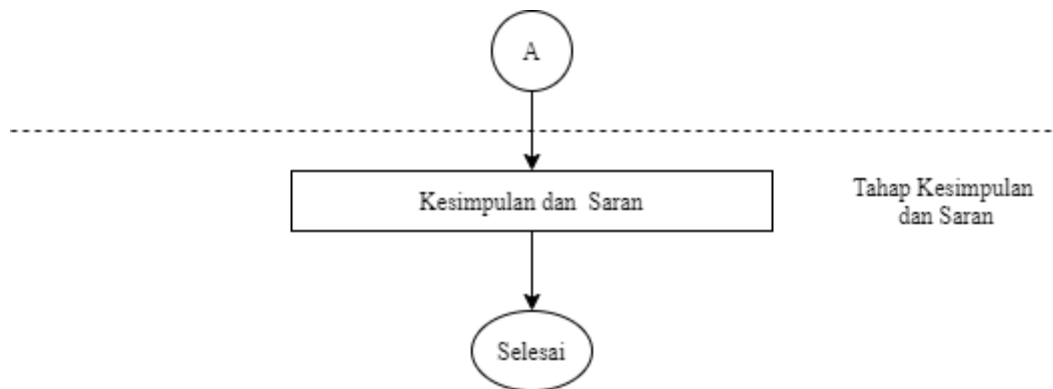 A
Kesimpulan dan Saran
Tahap Kesimpulan
dan Saran
Selesai